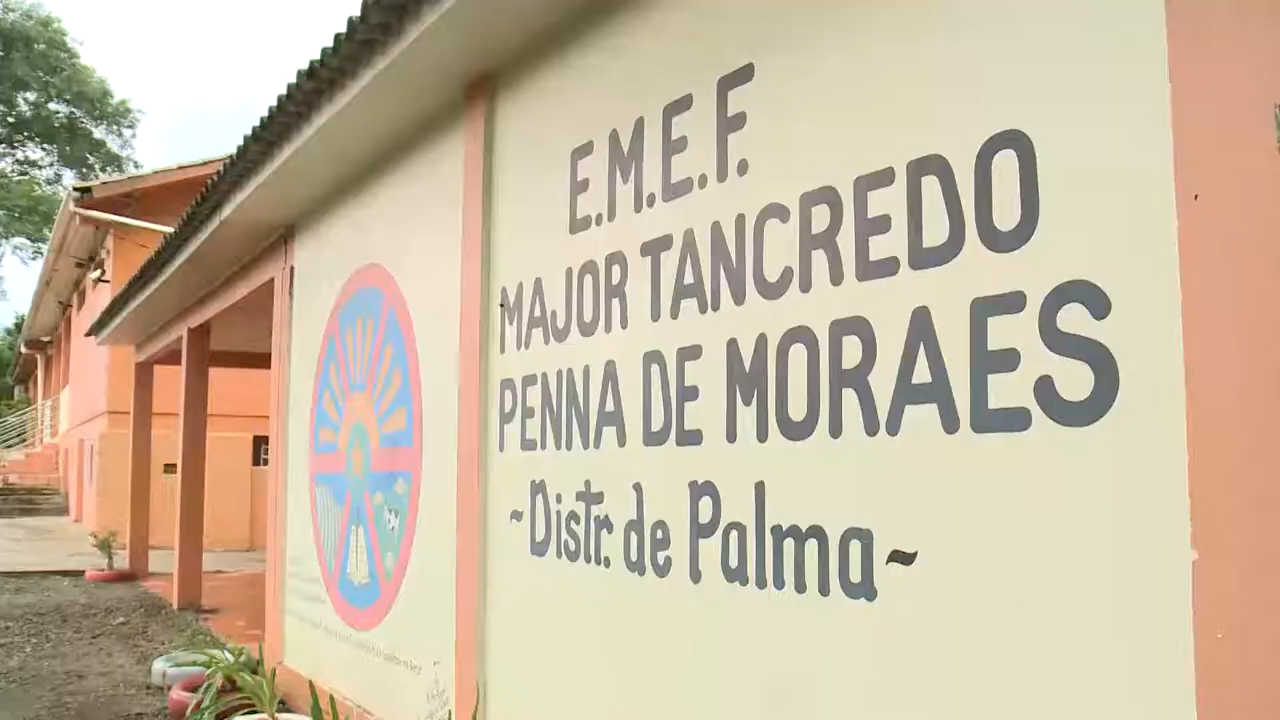 E.M.E.F.
MAJOR TANCREDO
PENNA DE MORAES
~Distr. de Palma~